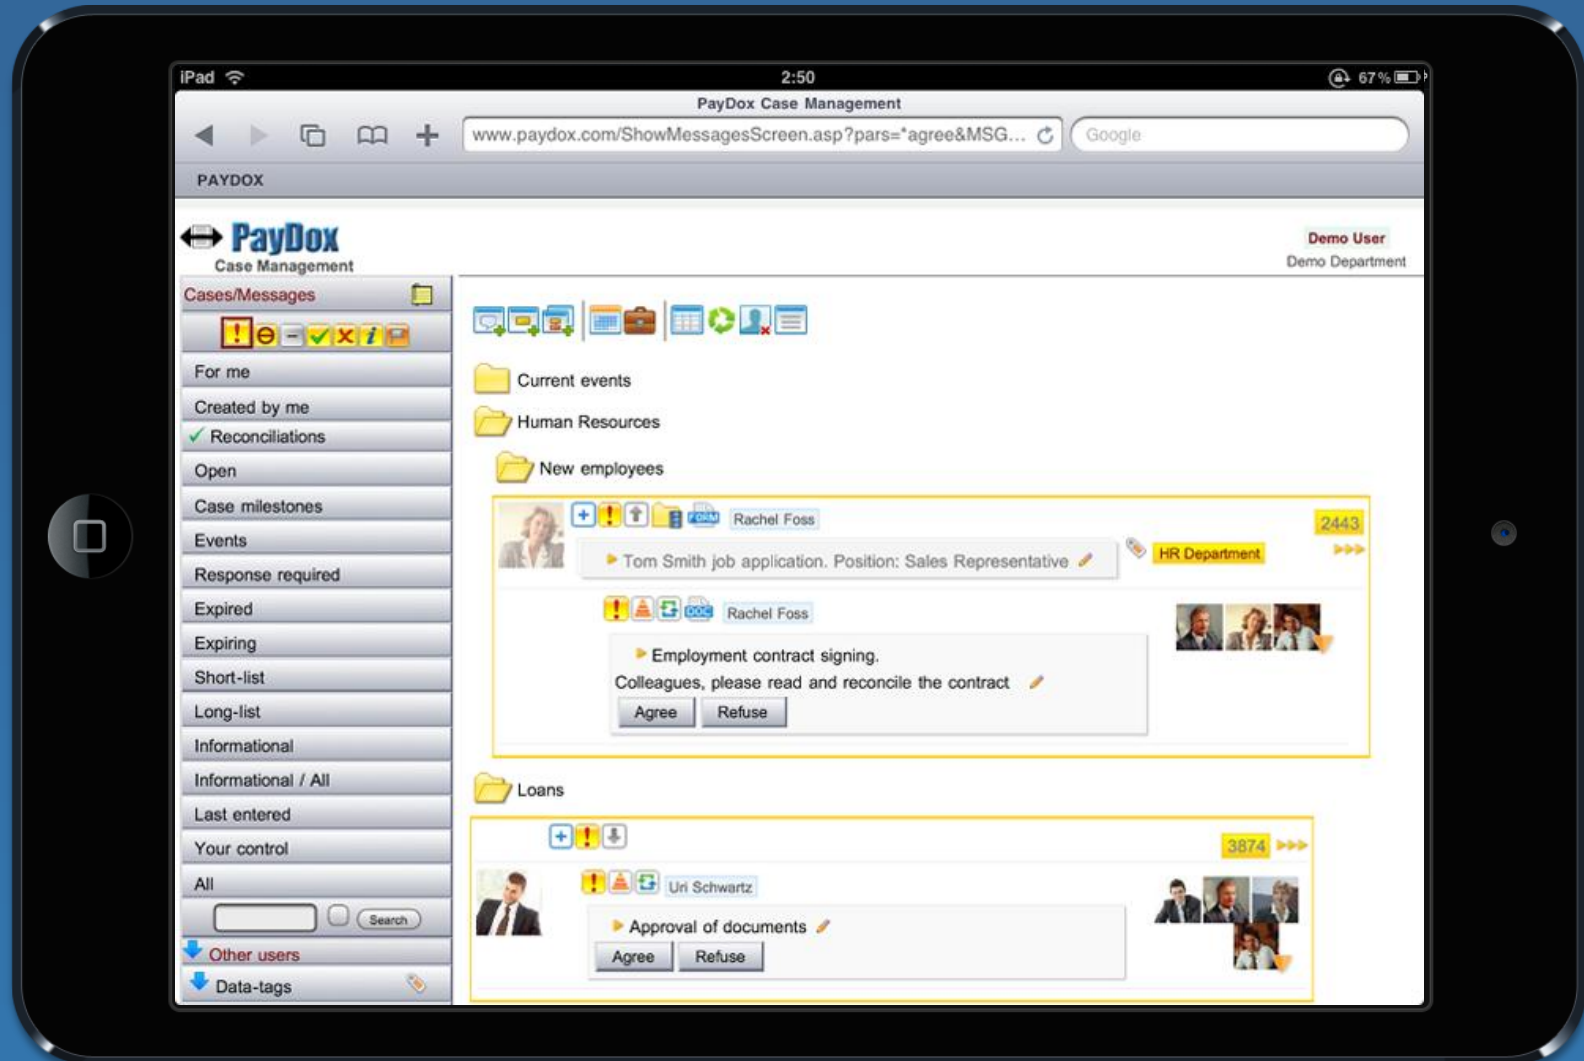 iPad 2:50 67%
PayDox Case Management
www.paydox.com/ShowMessagesScreen.asp?pars=*agree&MSG... Google
PAYDOX
PayDox
Case Management
Demo User
Demo Department
Cases/Messages
For me
Created by me
Reconciliations
Open
Case milestones
Events
Response required
Expired
Expiring
Short-list
Long-list
Informational
Informational / All
Last entered
Your control
All
Search
Other users
Data-tags
Current events
Human Resources
New employees
FORM Rachel Foss 2443
Tom Smith job application. Position: Sales Representative HR Department
DOC Rachel Foss
Employment contract signing.
Colleagues, please read and reconcile the contract
Agree Refuse
Loans
3874
Uri Schwartz
Approval of documents
Agree Refuse